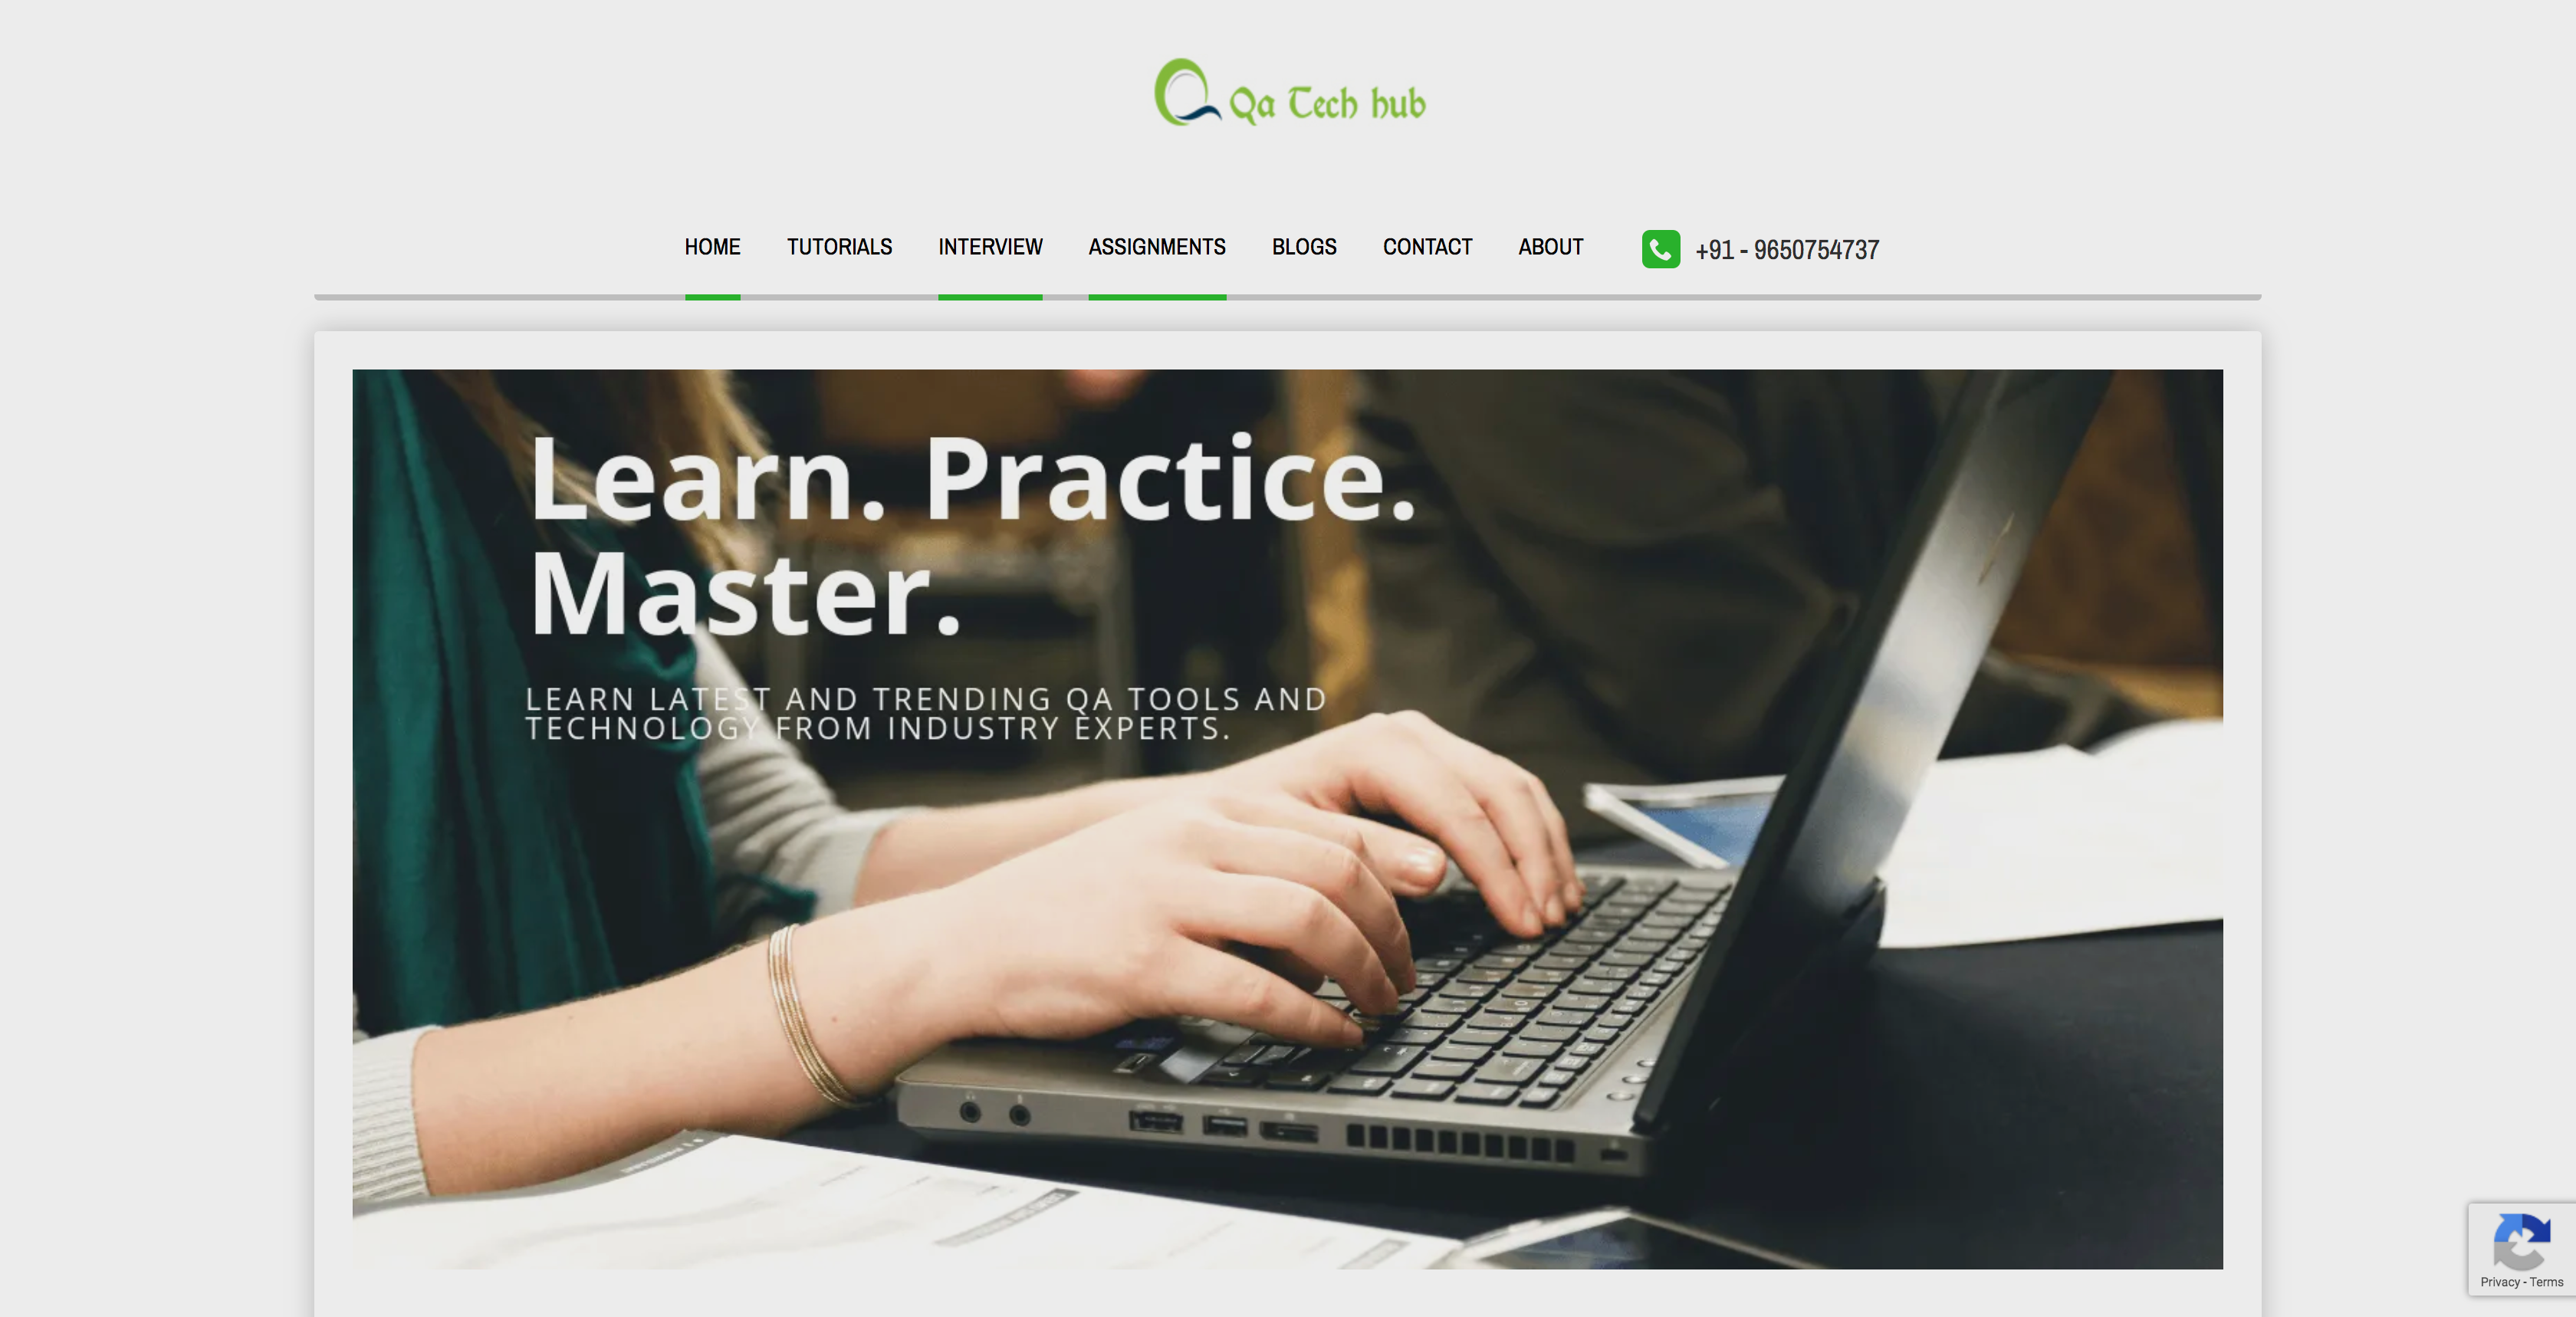 Qa Tech hub
HOME TUTORIALS INTERVIEW ASSIGNMENTS BLOGS CONTACT ABOUT +91 - 9650754737
Learn. Practice.
Master.
LEARN LATEST AND TRENDING QA TOOLS AND
TECHNOLOGY FROM INDUSTRY EXPERTS.
Privacy - Terms